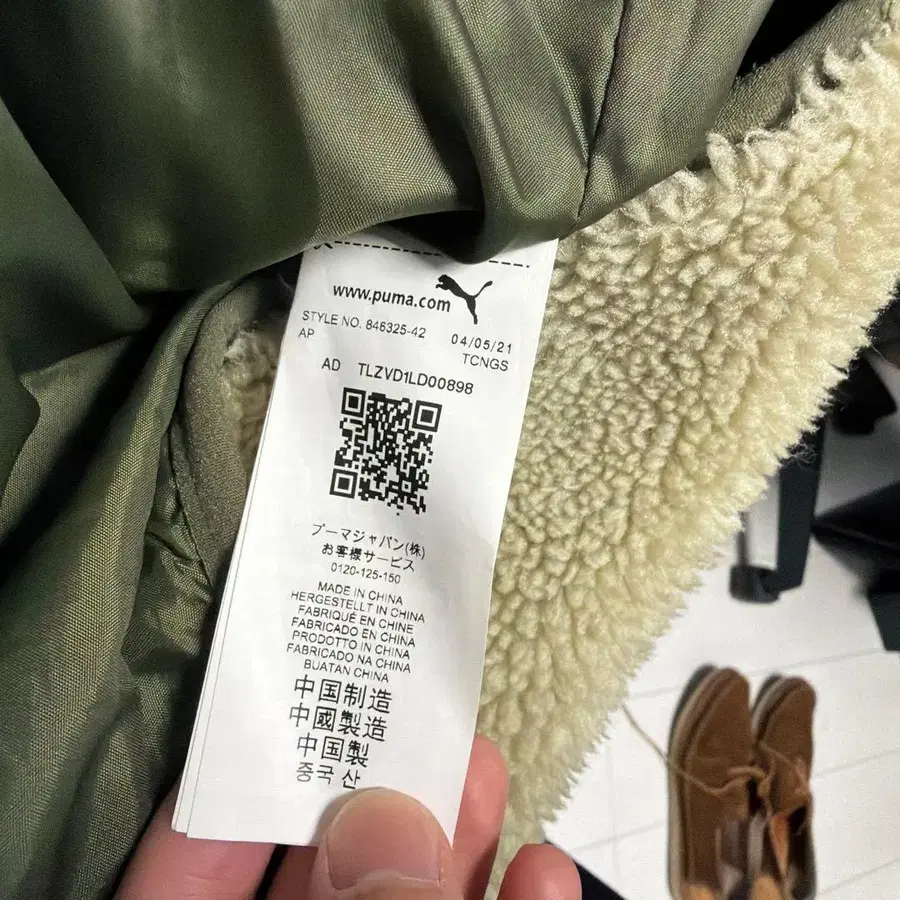 www.puma.com
STYLE NO. 846325-42 04/05/21
AP TCNGS
AD TLZVD1LD00898
プーマジャパン(株)
お客様サービス
0120-125-150
MADE IN CHINA
HERGESTELLT IN CHINA
FABRIQUÉ EN CHINE
FABRICADO EN CHINA
PRODOTTO IN CHINA
FABRICADO NA CHINA
BUATAN CHINA
中国制造
中國製造
中国製
중국 산